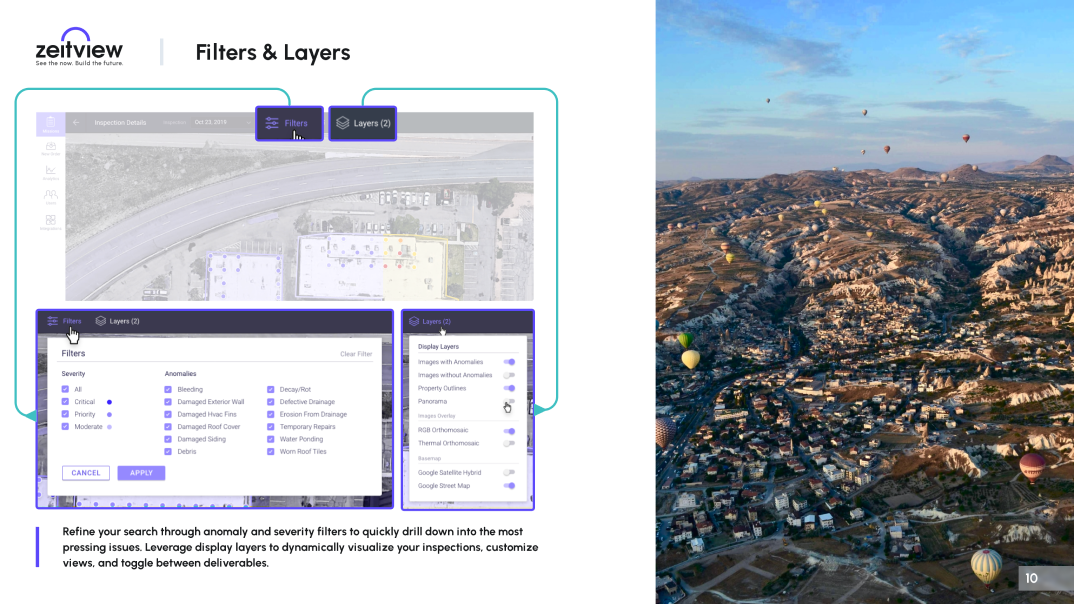 zeitview
See the now. Build the future.
Filters & Layers
Inspection Details
Oct 23, 2019
Filters
Layers (2)
Filters
Layers (2)
Filters
Clear Filter
Severity
All
Critical
Priority
Moderate
Anomalies
Bleeding
Damaged Exterior Wall
Damaged Hvac Fins
Damaged Roof Cover
Damaged Siding
Debris
Decay/Rot
Defective Drainage
Erosion From Drainage
Temporary Repairs
Water Ponding
Worn Roof Tiles
CANCEL
APPLY
Layers (2)
Display Layers
Images with Anomalies
Images without Anomalies
Property Outlines
Panorama
Images Overlay
RGB Orthomosaic
Thermal Orthomosaic
Basemap
Google Satellite Hybrid
Google Street Map
Refine your search through anomaly and severity filters to quickly drill down into the most
pressing issues. Leverage display layers to dynamically visualize your inspections, customize
views, and toggle between deliverables.
10